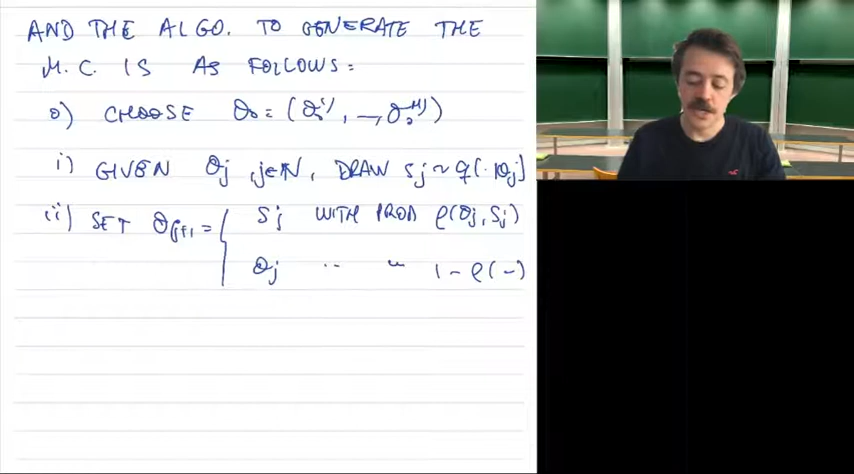 AND THE ALGO. TO GENERATE THE
M.C. IS AS FOLLOWS:
0) CHOOSE θ₀ = (θ₀⁽¹⁾, —, θ₀⁽ᴹ⁾)
i) GIVEN θj, j∈ℕ, DRAW sj ~ q(·|θj)
ii) SET θj+1 = { sj WITH PROB ρ(θj, sj)
θj " " 1 - ρ(–)